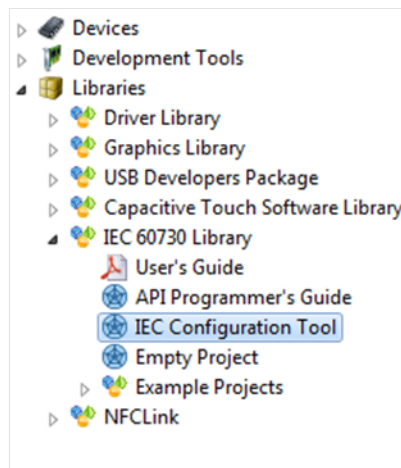 Devices
Development Tools
Libraries
Driver Library
Graphics Library
USB Developers Package
Capacitive Touch Software Library
IEC 60730 Library
User's Guide
API Programmer's Guide
IEC Configuration Tool
Empty Project
Example Projects
NFCLink